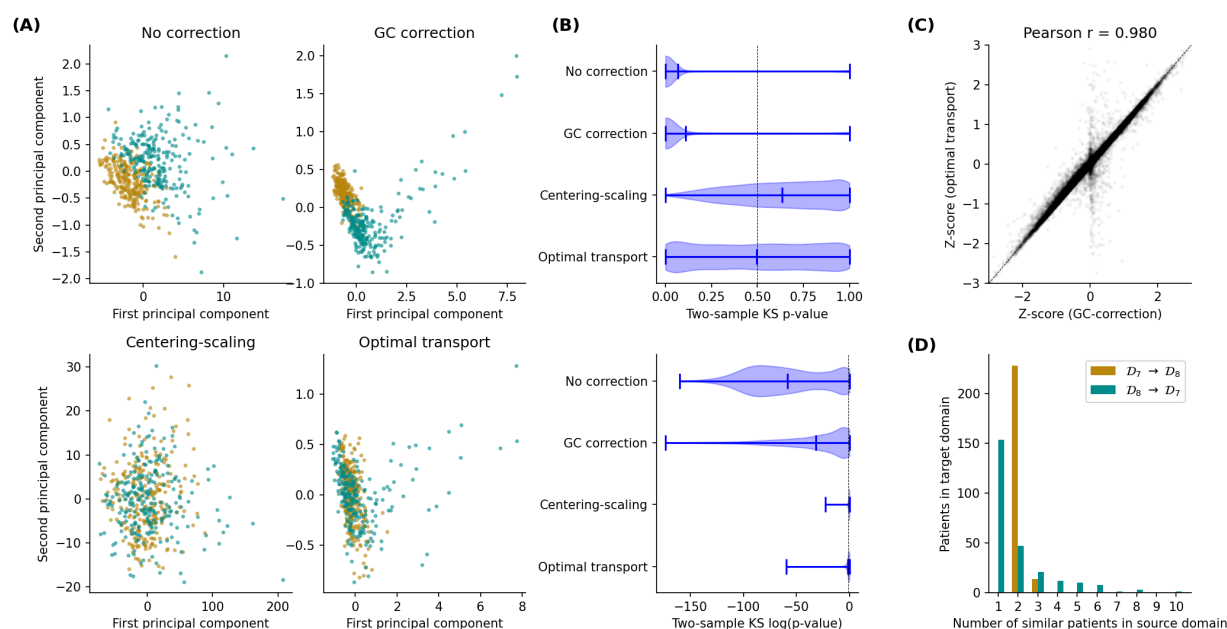 (A)
No correction
Second principal component
2.0
1.5
1.0
0.5
0.0
−0.5
−1.0
−1.5
−2.0
0
10
First principal component
GC correction
2.0
1.5
1.0
0.5
0.0
−0.5
−1.0
0.0
2.5
5.0
7.5
First principal component
Centering-scaling
Second principal component
30
20
10
0
−10
−20
0
100
200
First principal component
Optimal transport
1.0
0.5
0.0
−0.5
0
2
4
6
8
First principal component
(B)
No correction
GC correction
Centering-scaling
Optimal transport
0.00
0.25
0.50
0.75
1.00
Two-sample KS p-value
No correction
GC correction
Centering-scaling
Optimal transport
−150
−100
−50
0
Two-sample KS log(p-value)
(C)
Pearson r = 0.980
Z-score (optimal transport)
3
2
1
0
−1
−2
−3
−2
0
2
Z-score (GC-correction)
(D)
𝒟₇ → 𝒟₈
𝒟₈ → 𝒟₇
Patients in target domain
200
150
100
50
0
1
2
3
4
5
6
7
8
9
10
Number of similar patients in source domain